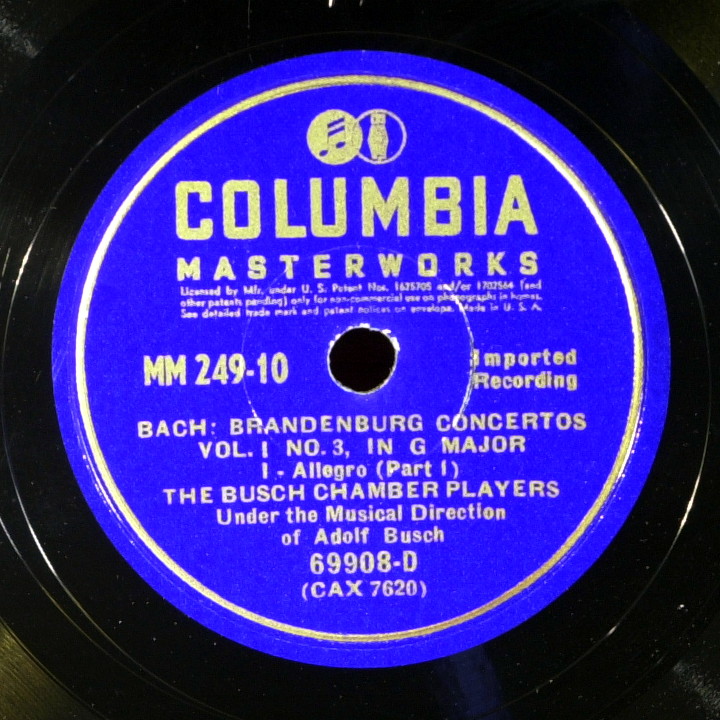 COLUMBIA
MASTERWORKS
Licensed by Mfr. under U. S. Patent Nos. 1625705 and/or 1702564 (and
other patents pending) only for non-commercial use on phonographs in homes.
See detailed trade mark and patent notices on envelope. Made in U. S. A.
MM 249-10
Imported
Recording
BACH: BRANDENBURG CONCERTOS
VOL. I NO. 3, IN G MAJOR
I - Allegro (Part I)
THE BUSCH CHAMBER PLAYERS
Under the Musical Direction
of Adolf Busch
69908-D
(CAX 7620)